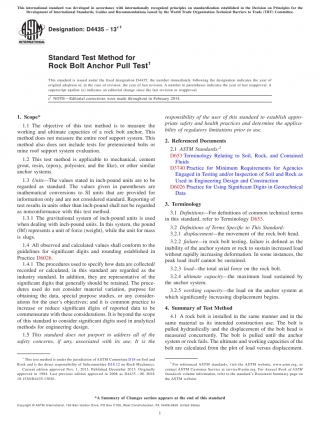 This international standard was developed in accordance with internationally recognized principles on standardization established in the Decision on Principles for the
Development of International Standards, Guides and Recommendations issued by the World Trade Organization Technical Barriers to Trade (TBT) Committee.
Designation: D4435 − 13´1
INTERNATIONAL
Standard Test Method for
Rock Bolt Anchor Pull Test1
This standard is issued under the fixed designation D4435; the number immediately following the designation indicates the year of
original adoption or, in the case of revision, the year of last revision. A number in parentheses indicates the year of last reapproval. A
superscript epsilon (´) indicates an editorial change since the last revision or reapproval.
´1 NOTE—Editorial corrections were made throughout in February 2014.
1. Scope*
1.1 The objective of this test method is to measure the
working and ultimate capacities of a rock bolt anchor. This
method does not measure the entire roof support system. This
method also does not include tests for pretensioned bolts or
mine roof support system evaluation.
1.2 This test method is applicable to mechanical, cement
grout, resin, (epoxy, polyester, and the like), or other similar
anchor systems.
1.3 Units—The values stated in inch-pound units are to be
regarded as standard. The values given in parentheses are
mathematical conversions to SI units that are provided for
information only and are not considered standard. Reporting of
test results in units other than inch-pound shall not be regarded
as nonconformance with this test method.
1.3.1 The gravitational system of inch-pound units is used
when dealing with inch-pound units. In this system, the pound
(lbf) represents a unit of force (weight), while the unit for mass
is slugs.
1.4 All observed and calculated values shall conform to the
guidelines for significant digits and rounding established in
Practice D6026.
1.4.1 The procedures used to specify how data are collected/
recorded or calculated, in this standard are regarded as the
industry standard. In addition, they are representative of the
significant digits that generally should be retained. The proce-
dures used do not consider material variation, purpose for
obtaining the data, special purpose studies, or any consider-
ations for the user's objectives; and it is common practice to
increase or reduce significant digits of reported data to be
commensurate with these considerations. It is beyond the scope
of this standard to consider significant digits used in analytical
methods for engineering design.
1.5 This standard does not purport to address all of the
safety concerns, if any, associated with its use. It is the
responsibility of the user of this standard to establish appro-
priate safety and health practices and determine the applica-
bility of regulatory limitations prior to use.
2. Referenced Documents
2.1 ASTM Standards:2
D653 Terminology Relating to Soil, Rock, and Contained
Fluids
D3740 Practice for Minimum Requirements for Agencies
Engaged in Testing and/or Inspection of Soil and Rock as
Used in Engineering Design and Construction
D6026 Practice for Using Significant Digits in Geotechnical
Data
3. Terminology
3.1 Definitions—For definitions of common technical terms
in this standard, refer to Terminology D653.
3.2 Definitions of Terms Specific to This Standard:
3.2.1 displacement—the movement of the rock bolt head.
3.2.2 failure—in rock bolt testing, failure is defined as the
inability of the anchor system or rock to sustain increased load
without rapidly increasing deformation. In some instances, the
peak load itself cannot be sustained.
3.2.3 load—the total axial force on the rock bolt.
3.2.4 ultimate capacity—the maximum load sustained by
the anchor system.
3.2.5 working capacity—the load on the anchor system at
which significantly increasing displacement begins.
4. Summary of Test Method
4.1 A rock bolt is installed in the same manner and in the
same material as its intended construction use. The bolt is
pulled hydraulically and the displacement of the bolt head is
measured concurrently. The bolt is pulled until the anchor
system or rock fails. The ultimate and working capacities of the
bolt are calculated from the plot of load versus displacement.
1 This test method is under the jurisdiction of ASTM Committee D18 on Soil and
Rock and is the direct responsibility of Subcommittee D18.12 on Rock Mechanics.
Current edition approved Nov. 1, 2013. Published December 2013. Originally
approved in 1984. Last previous edition approved in 2008 as D4435 – 08. DOI:
10.1520/D4435-13E01.
2 For referenced ASTM standards, visit the ASTM website, www.astm.org, or
contact ASTM Customer Service at service@astm.org. For Annual Book of ASTM
Standards volume information, refer to the standard's Document Summary page on
the ASTM website.
*A Summary of Changes section appears at the end of this standard
Copyright © ASTM International, 100 Barr Harbor Drive, PO Box C700, West Conshohocken, PA 19428-2959. United States
1